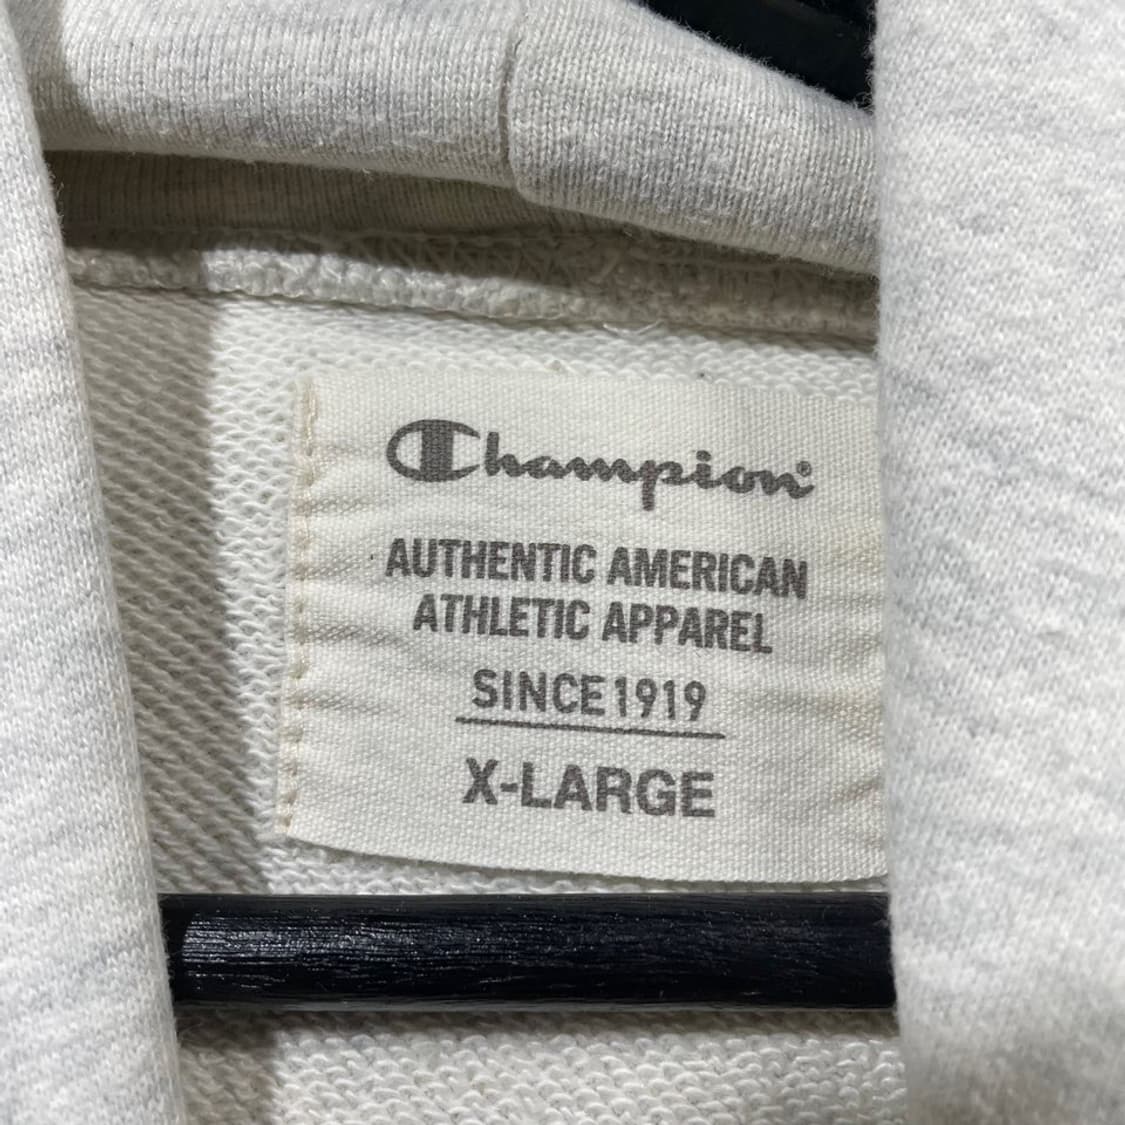 Champion
AUTHENTIC AMERICAN
ATHLETIC APPAREL
SINCE 1919
X-LARGE